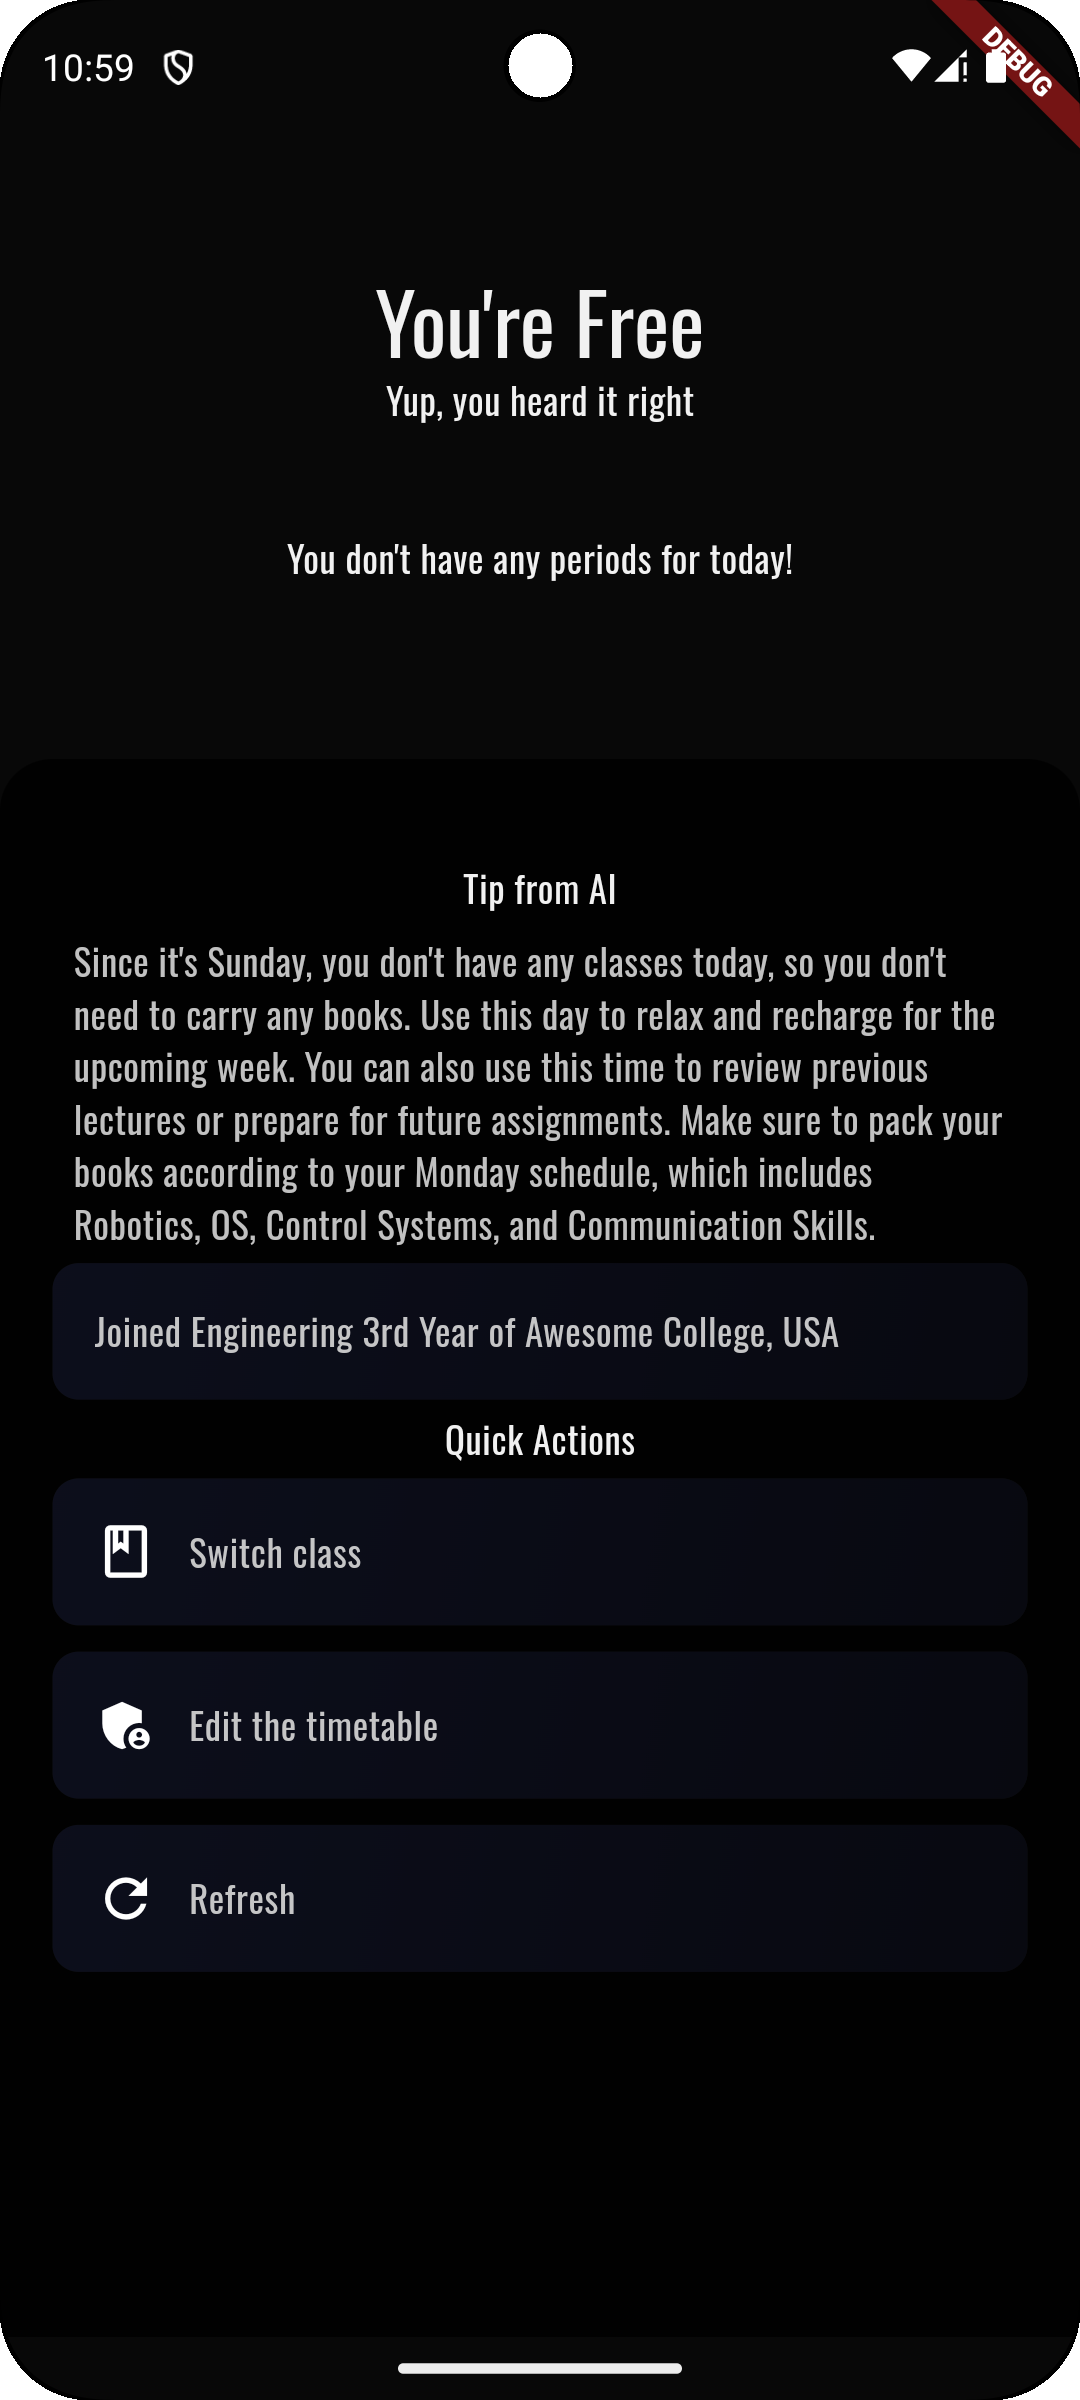 10:59
DEBUG
You're Free
Yup, you heard it right
You don't have any periods for today!
Tip from AI
Since it's Sunday, you don't have any classes today, so you don't
need to carry any books. Use this day to relax and recharge for the
upcoming week. You can also use this time to review previous
lectures or prepare for future assignments. Make sure to pack your
books according to your Monday schedule, which includes
Robotics, OS, Control Systems, and Communication Skills.
Joined Engineering 3rd Year of Awesome College, USA
Quick Actions
Switch class
Edit the timetable
Refresh